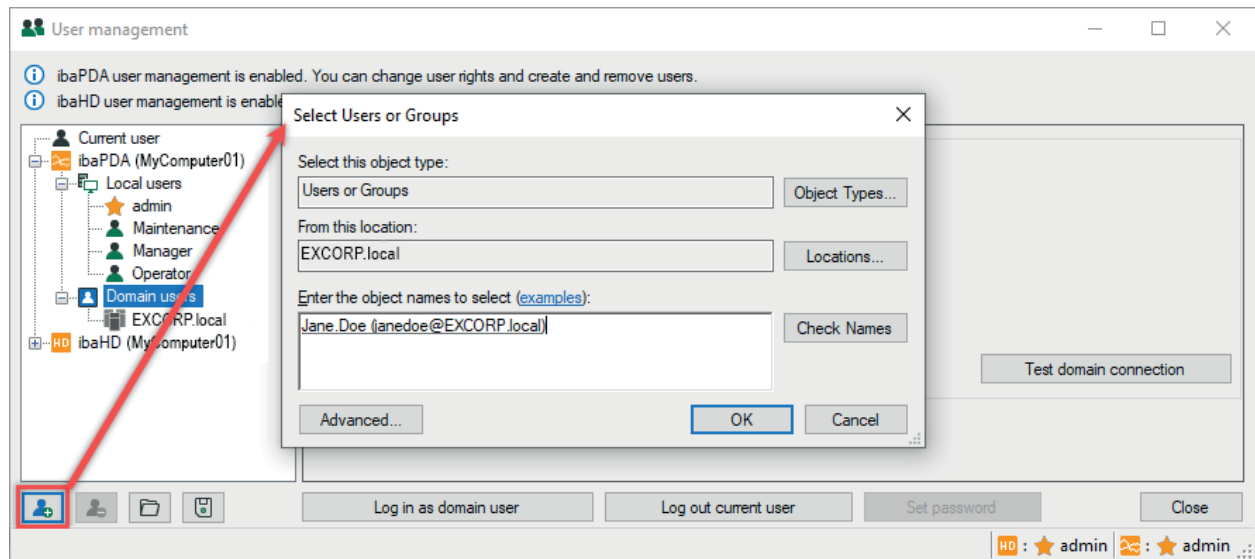 User management
ibaPDA user management is enabled. You can change user rights and create and remove users.
ibaHD user management is enable
Select Users or Groups
Current user
ibaPDA (MyComputer01)
Local users
admin
Maintenance
Manager
Operator
Domain users
EXCORP.local
HD ibaHD (MyComputer01)
Select this object type:
Users or Groups
Object Types...
From this location:
EXCORP.local
Locations...
Enter the object names to select (examples):
Jane.Doe (janedoe@EXCORP.local)
Check Names
Test domain connection
Advanced...
OK
Cancel
Log in as domain user
Log out current user
Set password
Close
HD : admin : admin